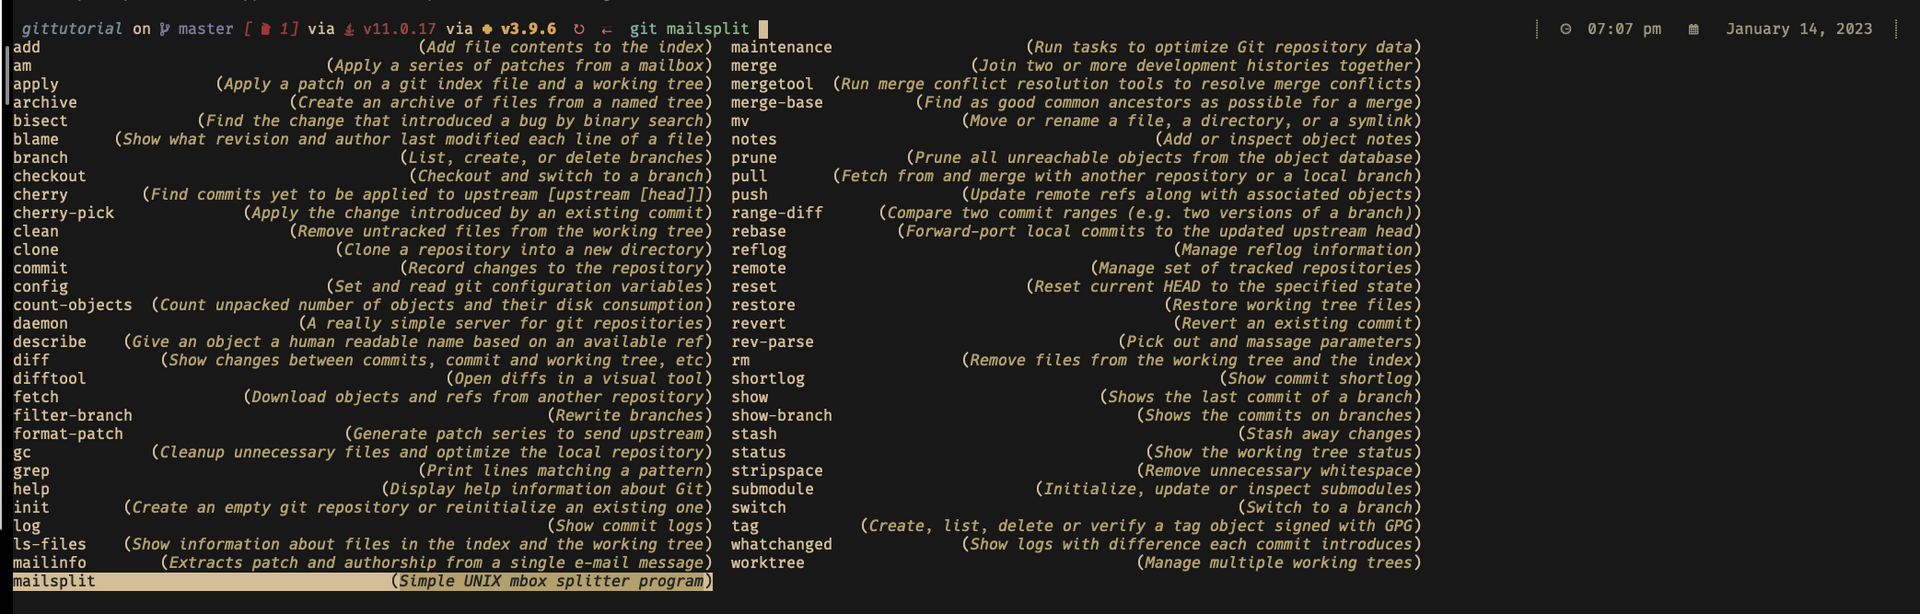 gittutorial on master [ 1] via v11.0.17 via v3.9.6 ↻ ← git mailsplit 07:07 pm January 14, 2023
add (Add file contents to the index) maintenance (Run tasks to optimize Git repository data)
am (Apply a series of patches from a mailbox) merge (Join two or more development histories together)
apply (Apply a patch on a git index file and a working tree) mergetool (Run merge conflict resolution tools to resolve merge conflicts)
archive (Create an archive of files from a named tree) merge-base (Find as good common ancestors as possible for a merge)
bisect (Find the change that introduced a bug by binary search) mv (Move or rename a file, a directory, or a symlink)
blame (Show what revision and author last modified each line of a file) notes (Add or inspect object notes)
branch (List, create, or delete branches) prune (Prune all unreachable objects from the object database)
checkout (Checkout and switch to a branch) pull (Fetch from and merge with another repository or a local branch)
cherry (Find commits yet to be applied to upstream [upstream [head]]) push (Update remote refs along with associated objects)
cherry-pick (Apply the change introduced by an existing commit) range-diff (Compare two commit ranges (e.g. two versions of a branch))
clean (Remove untracked files from the working tree) rebase (Forward-port local commits to the updated upstream head)
clone (Clone a repository into a new directory) reflog (Manage reflog information)
commit (Record changes to the repository) remote (Manage set of tracked repositories)
config (Set and read git configuration variables) reset (Reset current HEAD to the specified state)
count-objects (Count unpacked number of objects and their disk consumption) restore (Restore working tree files)
daemon (A really simple server for git repositories) revert (Revert an existing commit)
describe (Give an object a human readable name based on an available ref) rev-parse (Pick out and massage parameters)
diff (Show changes between commits, commit and working tree, etc) rm (Remove files from the working tree and the index)
difftool (Open diffs in a visual tool) shortlog (Show commit shortlog)
fetch (Download objects and refs from another repository) show (Shows the last commit of a branch)
filter-branch (Rewrite branches) show-branch (Shows the commits on branches)
format-patch (Generate patch series to send upstream) stash (Stash away changes)
gc (Cleanup unnecessary files and optimize the local repository) status (Show the working tree status)
grep (Print lines matching a pattern) stripspace (Remove unnecessary whitespace)
help (Display help information about Git) submodule (Initialize, update or inspect submodules)
init (Create an empty git repository or reinitialize an existing one) switch (Switch to a branch)
log (Show commit logs) tag (Create, list, delete or verify a tag object signed with GPG)
ls-files (Show information about files in the index and the working tree) whatchanged (Show logs with difference each commit introduces)
mailinfo (Extracts patch and authorship from a single e-mail message) worktree (Manage multiple working trees)
mailsplit (Simple UNIX mbox splitter program)